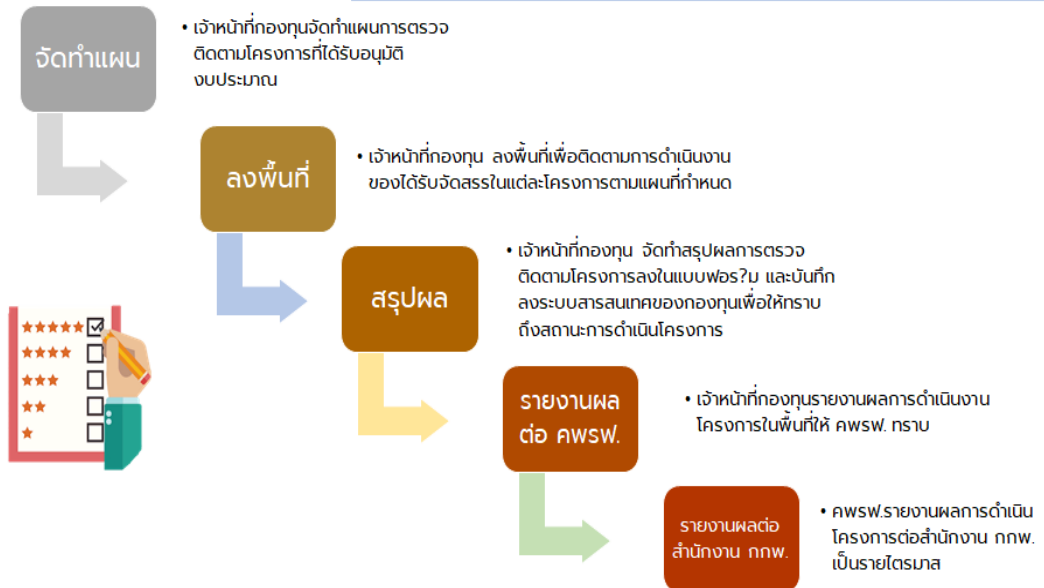 จัดทำแผน
• เจ้าหน้าที่กองทุนจัดทำแผนการตรวจ
ติดตามโครงการที่ได้รับอนุมัติ
งบประมาณ
ลงพื้นที่
• เจ้าหน้าที่กองทุน ลงพื้นที่เพื่อติดตามการดำเนินงาน
ของได้รับจัดสรรในแต่ละโครงการตามแผนที่กำหนด
สรุปผล
• เจ้าหน้าที่กองทุน จัดทำสรุปผลการตรวจ
ติดตามโครงการลงในแบบฟอร?ม และบันทึก
ลงระบบสารสนเทศของกองทุนเพื่อให้ทราบ
ถึงสถานะการดำเนินโครงการ
รายงานผล
ต่อ คพรฟ.
• เจ้าหน้าที่กองทุนรายงานผลการดำเนินงาน
โครงการในพื้นที่ให้ คพรฟ. ทราบ
รายงานผลต่อ
สำนักงาน กกพ.
• คพรฟ.รายงานผลการดำเนิน
โครงการต่อสำนักงาน กกพ.
เป็นรายไตรมาส